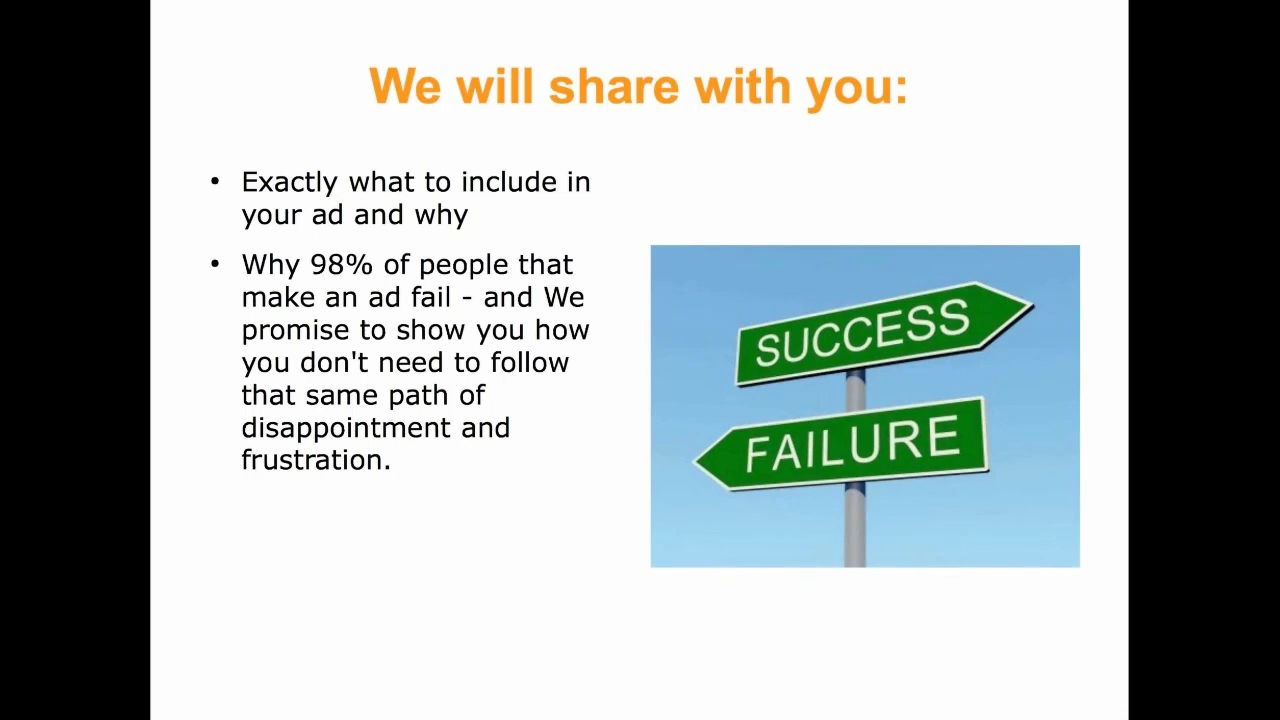 We will share with you:
• Exactly what to include in
your ad and why
• Why 98% of people that
make an ad fail - and We
promise to show you how
you don't need to follow
that same path of
disappointment and
frustration.
SUCCESS
FAILURE